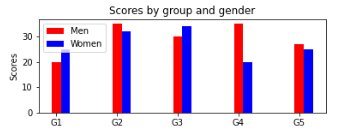 Scores by group and gender
Men
Women
Scores
30
20
10
0
G1 G2 G3 G4 G5